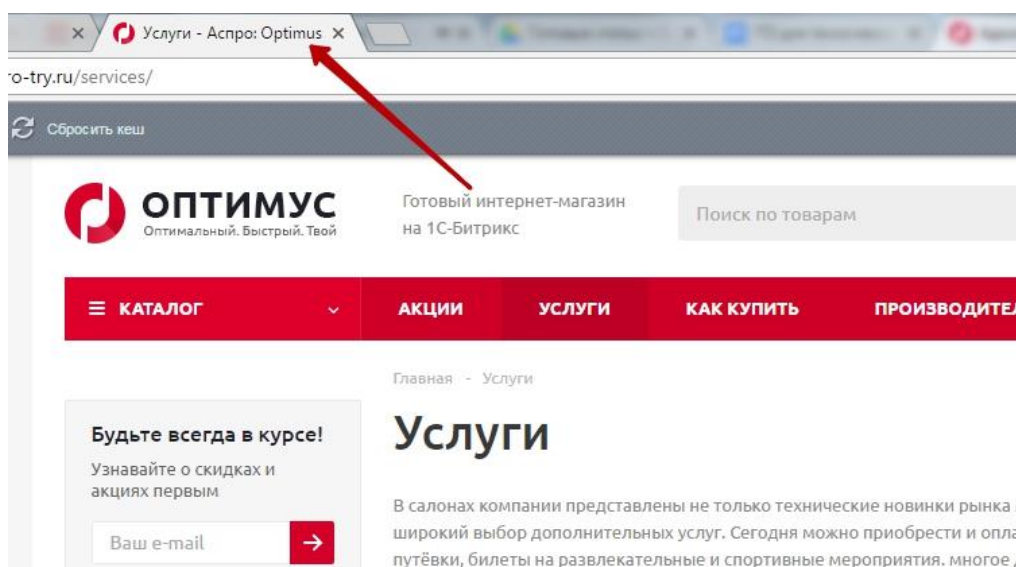 Услуги - Аспро: Optimus
ro-try.ru/services/
Сбросить кеш
ОПТИМУС
Оптимальный. Быстрый. Твой
Готовый интернет-магазин
на 1С-Битрикс
Поиск по товарам
КАТАЛОГ
АКЦИИ
УСЛУГИ
КАК КУПИТЬ
ПРОИЗВОДИТЕЛ
Главная - Услуги
Будьте всегда в курсе!
Узнавайте о скидках и
акциях первым
Ваш e-mail
Услуги
В салонах компании представлены не только технические новинки рынка
широкий выбор дополнительных услуг. Сегодня можно приобрести и опла
путёвки, билеты на развлекательные и спортивные мероприятия. многое